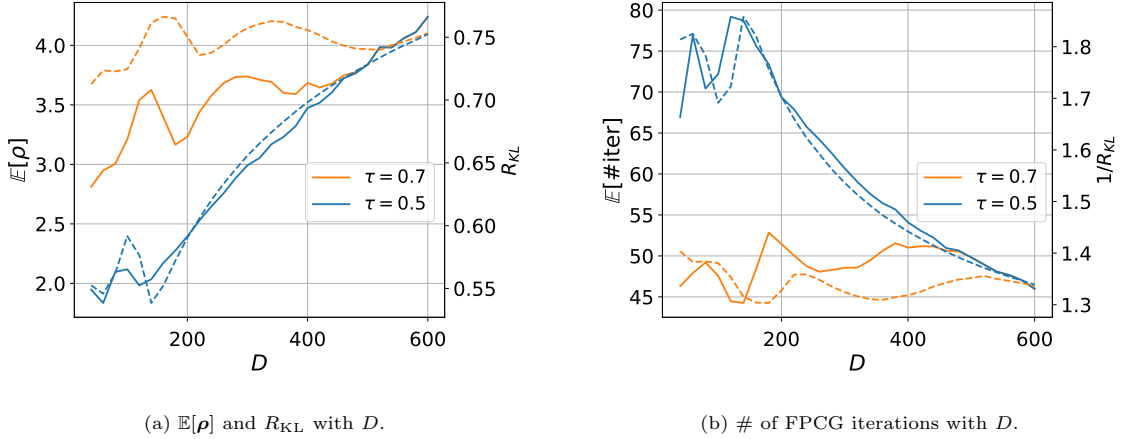 4.0
3.5
3.0
2.5
2.0
𝔼[ρ]
0.75
0.70
0.65
0.60
0.55
R_KL
τ = 0.7
τ = 0.5
200
400
600
D
80
75
70
65
60
55
50
45
𝔼[#iter]
1.8
1.7
1.6
1.5
1.4
1.3
1/R_KL
τ = 0.7
τ = 0.5
200
400
600
D
(a) 𝔼[ρ] and R_KL with D.
(b) # of FPCG iterations with D.